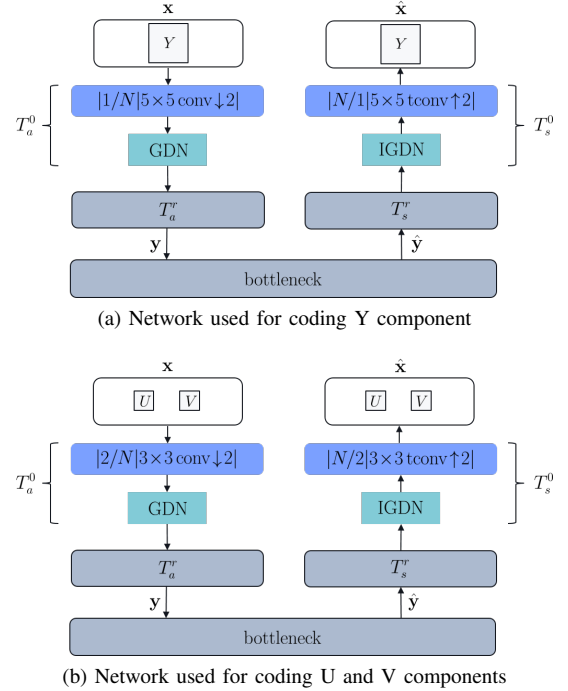 x x̂
Y Y
|1/N|5×5 conv↓2| |N/1|5×5 tconv↑2|
T_a^0 T_s^0
GDN IGDN
T_a^r T_s^r
y ŷ
bottleneck
(a) Network used for coding Y component
x x̂
U V U V
|2/N|3×3 conv↓2| |N/2|3×3 tconv↑2|
T_a^0 T_s^0
GDN IGDN
T_a^r T_s^r
y ŷ
bottleneck
(b) Network used for coding U and V components